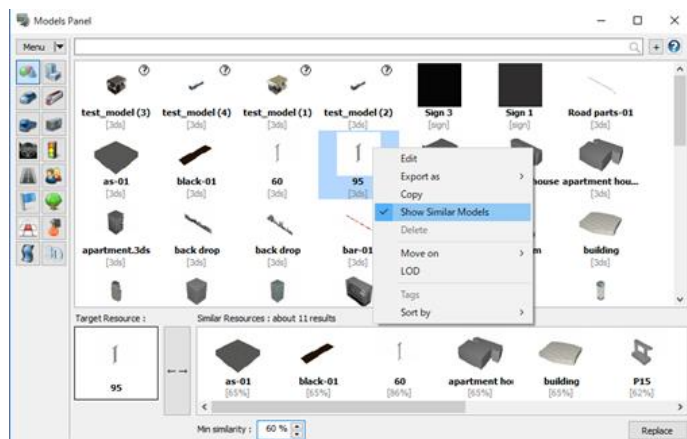 Models Panel
Menu
test_model (3) test_model (4) test_model (1) test_model (2) Sign 3 Sign 1 Road parts-01
[3ds] [3ds] [3ds] [3ds] [sign] [sign] [3ds]
as-01 black-01 60 95 house apartment hou...
[3ds] [3ds] [3ds] [3ds] [3ds]
apartment.3ds back drop back drop bar-01 m building
[3ds] [3ds] [3ds] [3ds] [3ds]
Edit
Export as
Copy
Show Similar Models
Delete
Move on
LOD
Tags
Sort by
Target Resource :
95
Similar Resources : about 11 results
as-01 black-01 60 apartment hou building P15
[65%] [65%] [86%] [65%] [65%] [62%]
Min similarity : 60 %
Replace